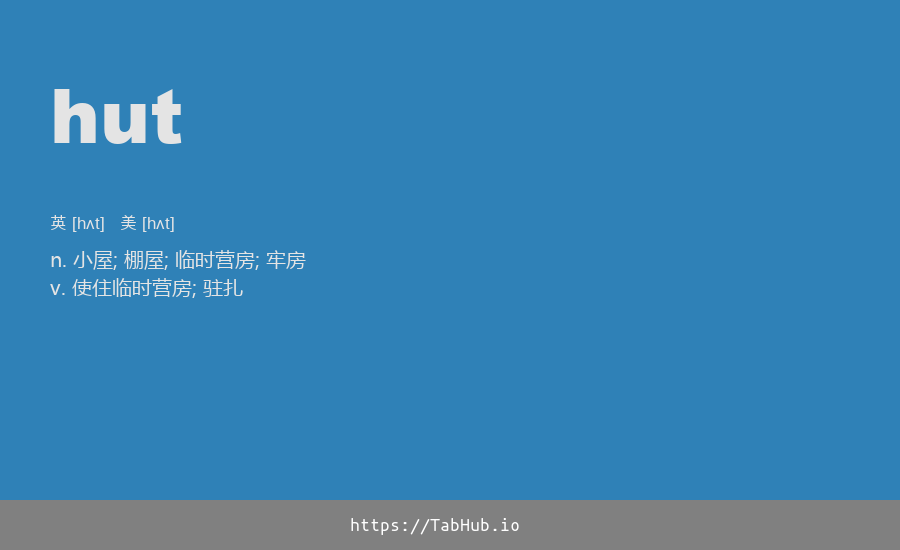 hut
英 [hʌt] 美 [hʌt]
n. 小屋; 棚屋; 临时营房; 牢房
v. 使住临时营房; 驻扎
https://TabHub.io